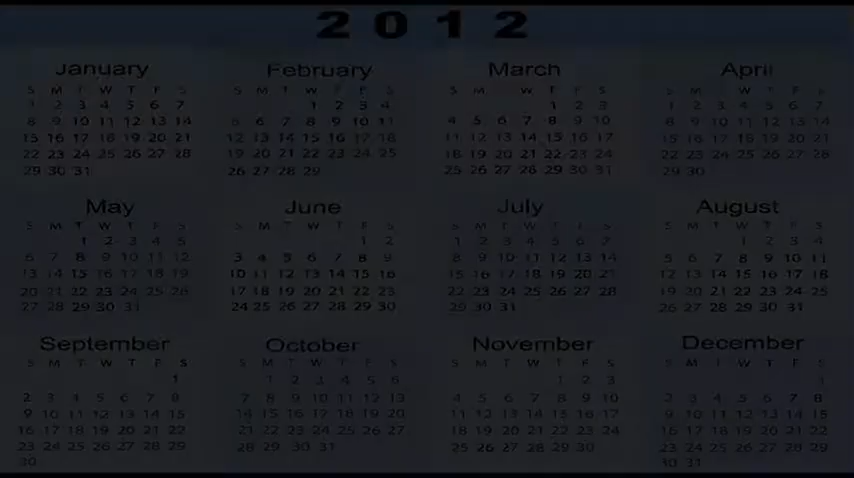 2012
January
S M T W T F S
1 2 3 4 5 6 7
8 9 10 11 12 13 14
15 16 17 18 19 20 21
22 23 24 25 26 27 28
29 30 31
February
S M T W T F S
1 2 3 4
5 6 7 8 9 10 11
12 13 14 15 16 17 18
19 20 21 22 23 24 25
26 27 28 29
March
S M W T F S
1 2 3
4 5 6 7 8 9 10
11 12 13 14 15 16 17
18 19 20 21 22 23 24
25 26 27 28 29 30 31
April
S M T W T F S
1 2 3 4 5 6 7
8 9 10 11 12 13 14
15 16 17 18 19 20 21
22 23 24 25 26 27 28
29 30
May
S M T W T F S
1 2 3 4 5
6 7 8 9 10 11 12
13 14 15 16 17 18 19
20 21 22 23 24 25 26
27 28 29 30 31
June
S M T W T F S
1 2
3 4 5 6 7 8 9
10 11 12 13 14 15 16
17 18 19 20 21 22 23
24 25 26 27 28 29 30
July
S M T W T F S
1 2 3 4 5 6 7
8 9 10 11 12 13 14
15 16 17 18 19 20 21
22 23 24 25 26 27 28
29 30 31
August
S M T W T F S
1 2 3 4
5 6 7 8 9 10 11
12 13 14 15 16 17 18
19 20 21 22 23 24 25
26 27 28 29 30 31
September
S M T W T F S
1
2 3 4 5 6 7 8
9 10 11 12 13 14 15
16 17 18 19 20 21 22
23 24 25 26 27 28 29
30
October
S M T W T F S
1 2 3 4 5 6
7 8 9 10 11 12 13
14 15 16 17 18 19 20
21 22 23 24 25 26 27
28 29 30 31
November
S M T W T F S
1 2 3
4 5 6 7 8 9 10
11 12 13 14 15 16 17
18 19 20 21 22 23 24
25 26 27 28 29 30
December
S M T W T F S
1
2 3 4 5 6 7 8
9 10 11 12 13 14 15
16 17 18 19 20 21 22
23 24 25 26 27 28 29
30 31